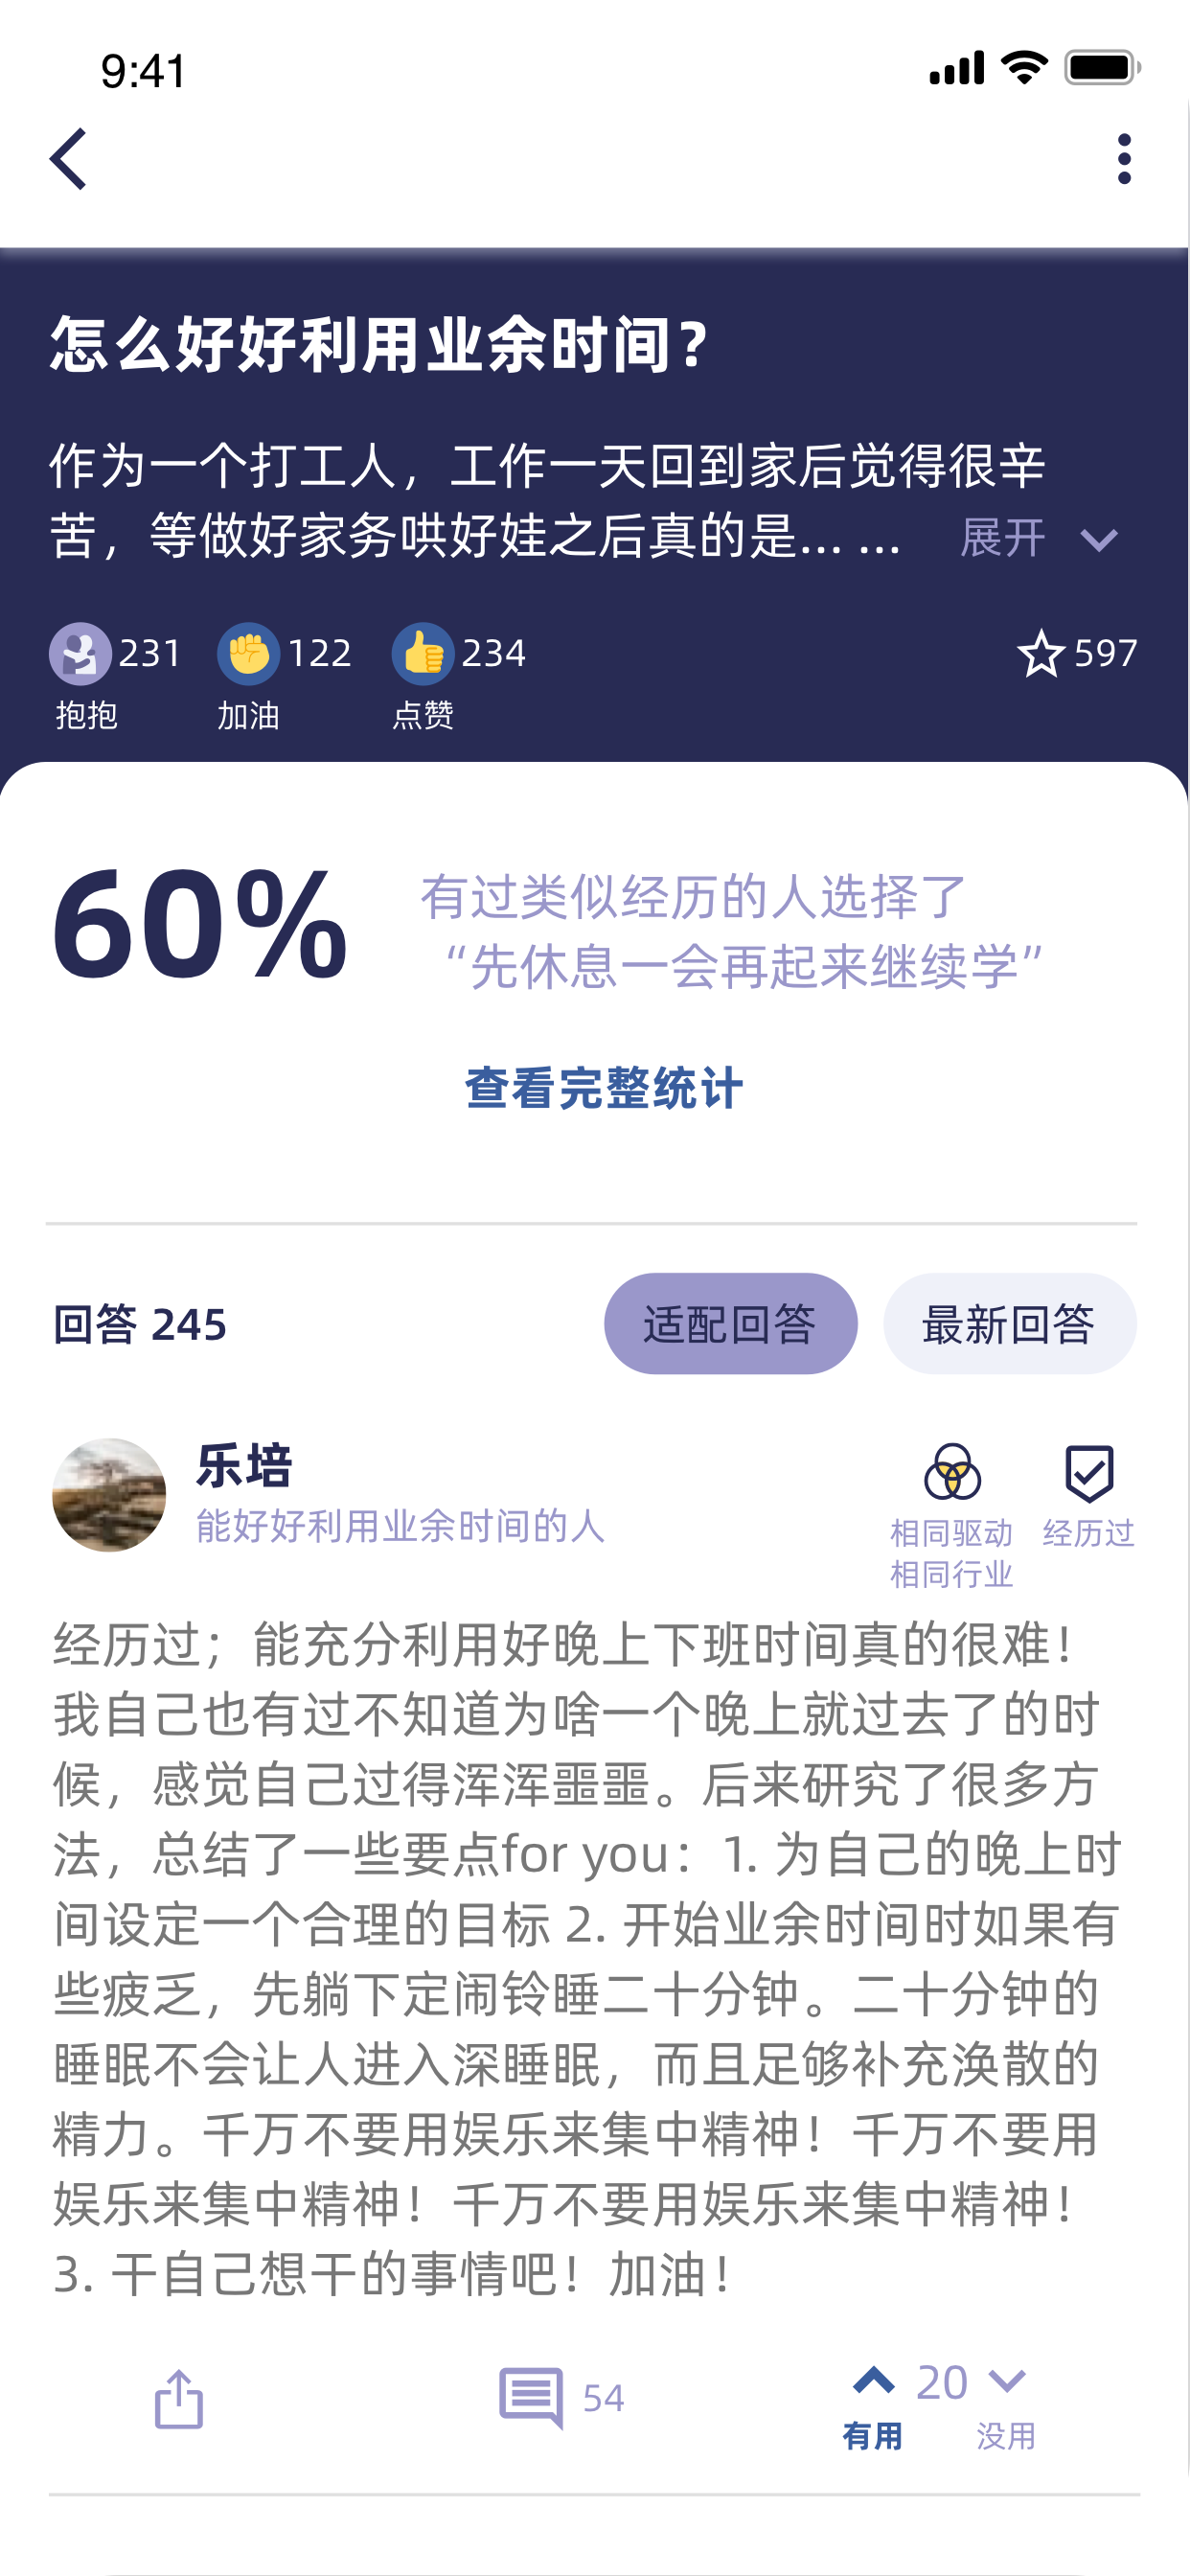 9:41
怎么好好利用业余时间？
作为一个打工人，工作一天回到家后觉得很辛
苦，等做好家务哄好娃之后真的是... ... 展开
231 122 234 597
抱抱 加油 点赞
60%
有过类似经历的人选择了
“先休息一会再起来继续学”
查看完整统计
回答 245 适配回答 最新回答
乐培
能好好利用业余时间的人
相同驱动 经历过
相同行业
经历过；能充分利用好晚上下班时间真的很难！
我自己也有过不知道为啥一个晚上就过去了的时
候，感觉自己过得浑浑噩噩。后来研究了很多方
法，总结了一些要点for you：1. 为自己的晚上时
间设定一个合理的目标 2. 开始业余时间时如果有
些疲乏，先躺下定闹铃睡二十分钟。二十分钟的
睡眠不会让人进入深睡眠，而且足够补充涣散的
精力。千万不要用娱乐来集中精神！千万不要用
娱乐来集中精神！千万不要用娱乐来集中精神！
3. 干自己想干的事情吧！加油！
54 20
有用 没用